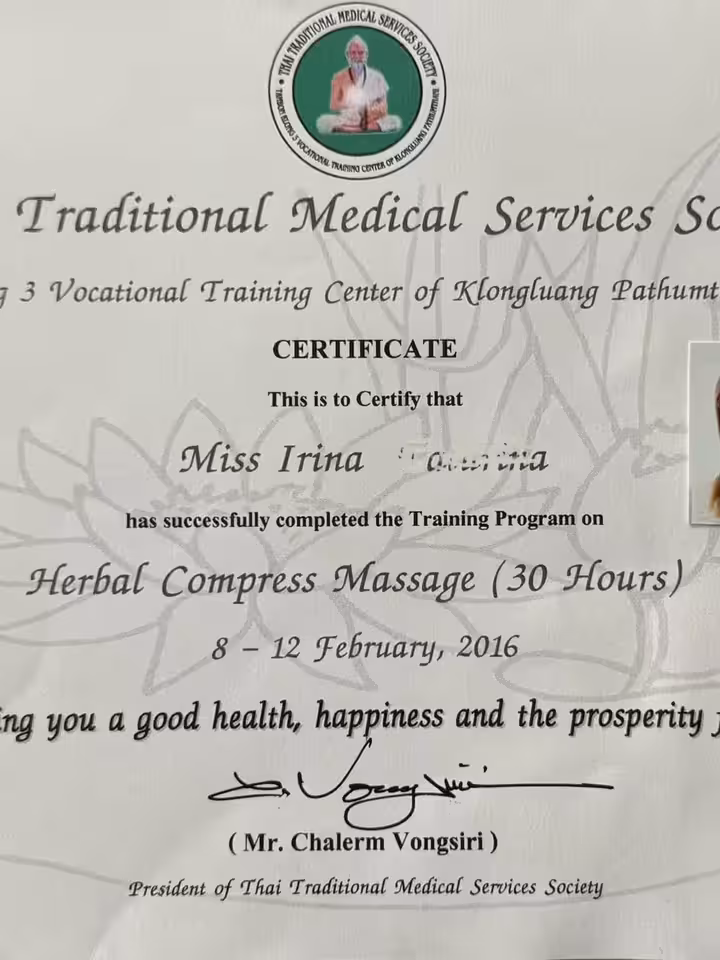 THAI TRADITIONAL MEDICAL SERVICES SOCIETY
VOCATIONAL TRAINING CENTER OF KLONGLUANG
Traditional Medical Services
3 Vocational Training Center of Klongluang Pathumt
CERTIFICATE
This is to Certify that
Miss Irina
has successfully completed the Training Program on
Herbal Compress Massage (30 Hours)
8 – 12 February, 2016
ing you a good health, happiness and the prosperity
( Mr. Chalerm Vongsiri )
President of Thai Traditional Medical Services Society